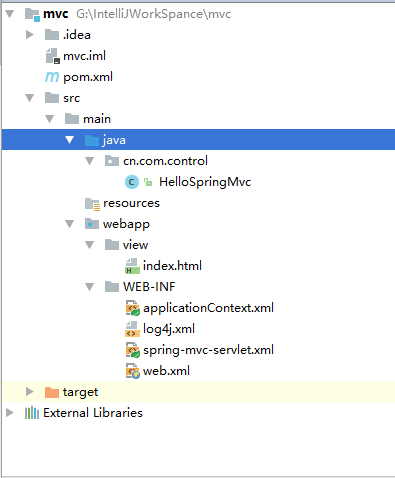 mvc G:\IntelliJWorkSpance\mvc
.idea
mvc.iml
pom.xml
src
main
java
cn.com.control
HelloSpringMvc
resources
webapp
view
index.html
WEB-INF
applicationContext.xml
log4j.xml
spring-mvc-servlet.xml
web.xml
target
External Libraries